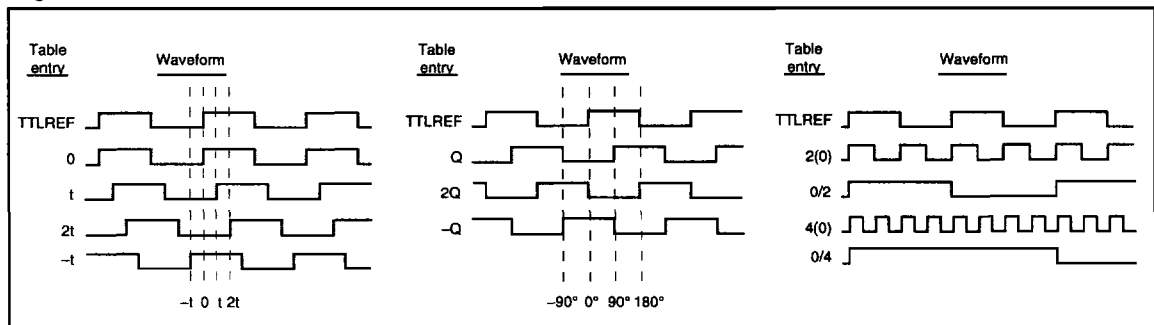 Table entry
Waveform
TTLREF
0
t
2t
–t
–t 0 t 2t
Table entry
Waveform
TTLREF
Q
2Q
–Q
–90° 0° 90° 180°
Table entry
Waveform
TTLREF
2(0)
0/2
4(0)
0/4